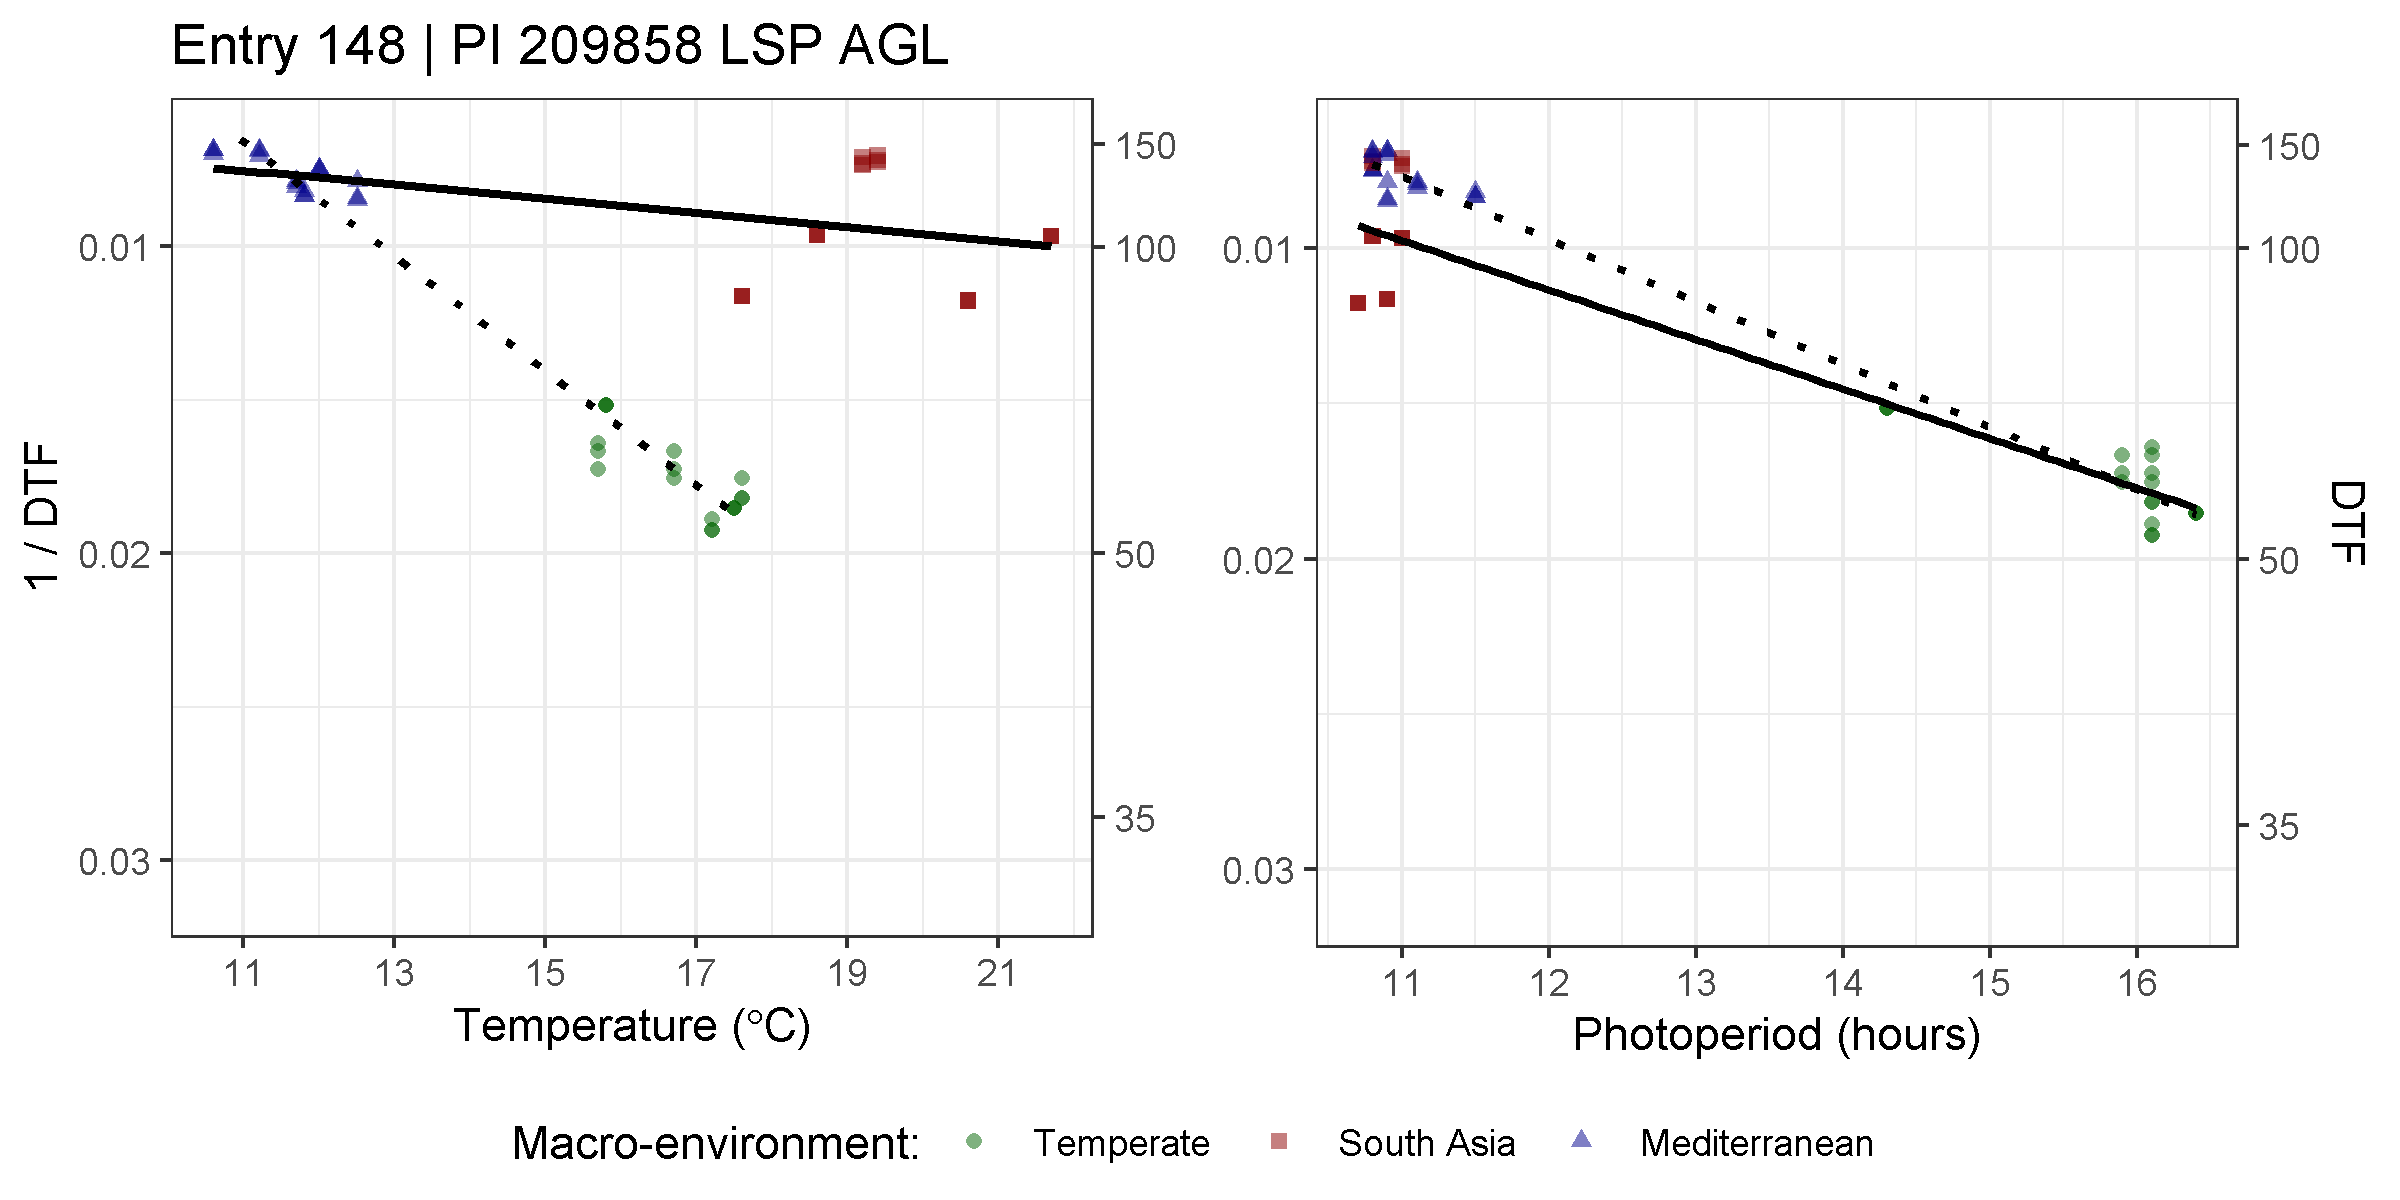 Entry 148 | PI 209858 LSP AGL
1 / DTF
0.01
0.02
0.03
150
100
50
35
11 13 15 17 19 21
Temperature (°C)
0.01
0.02
0.03
150
100
50
35
DTF
11 12 13 14 15 16
Photoperiod (hours)
Macro-environment: Temperate South Asia Mediterranean